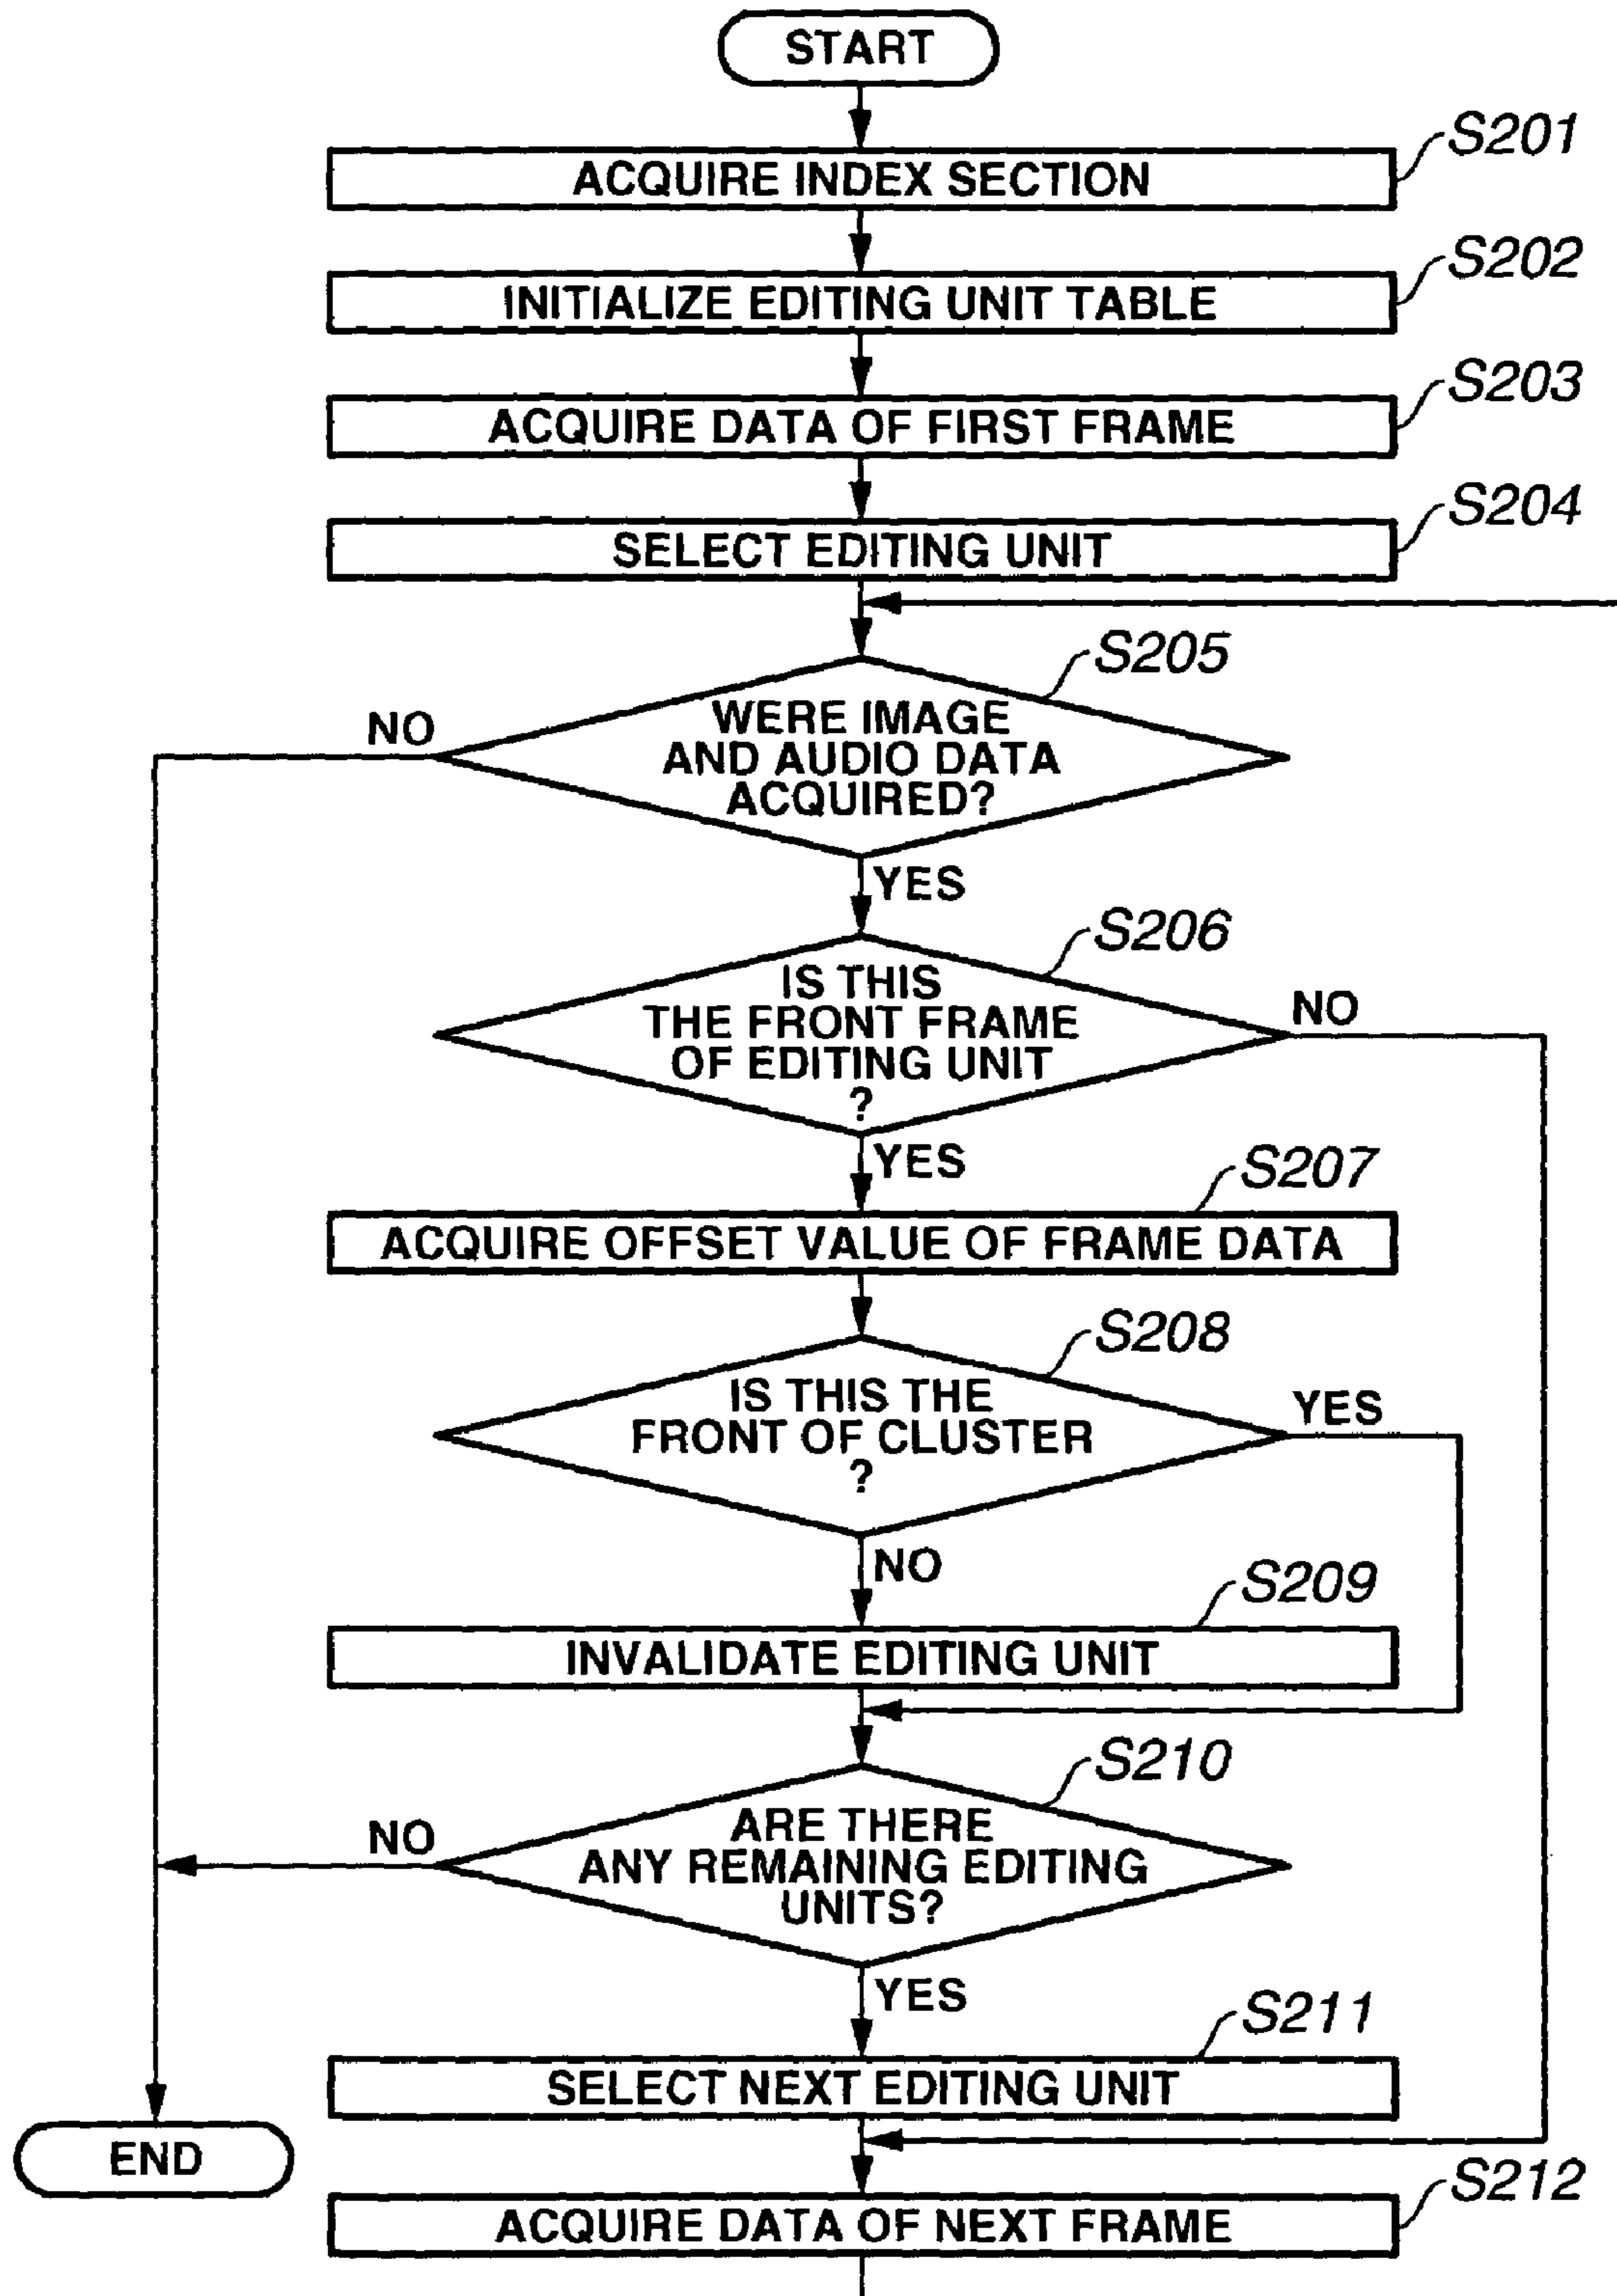 START
S201
ACQUIRE INDEX SECTION
S202
INITIALIZE EDITING UNIT TABLE
S203
ACQUIRE DATA OF FIRST FRAME
S204
SELECT EDITING UNIT
S205
NO
WERE IMAGE
AND AUDIO DATA
ACQUIRED?
YES
S206
IS THIS
THE FRONT FRAME
OF EDITING UNIT
?
NO
YES
S207
ACQUIRE OFFSET VALUE OF FRAME DATA
S208
IS THIS THE
FRONT OF CLUSTER
?
YES
NO
S209
INVALIDATE EDITING UNIT
S210
NO
ARE THERE
ANY REMAINING EDITING
UNITS?
YES
S211
SELECT NEXT EDITING UNIT
END
S212
ACQUIRE DATA OF NEXT FRAME